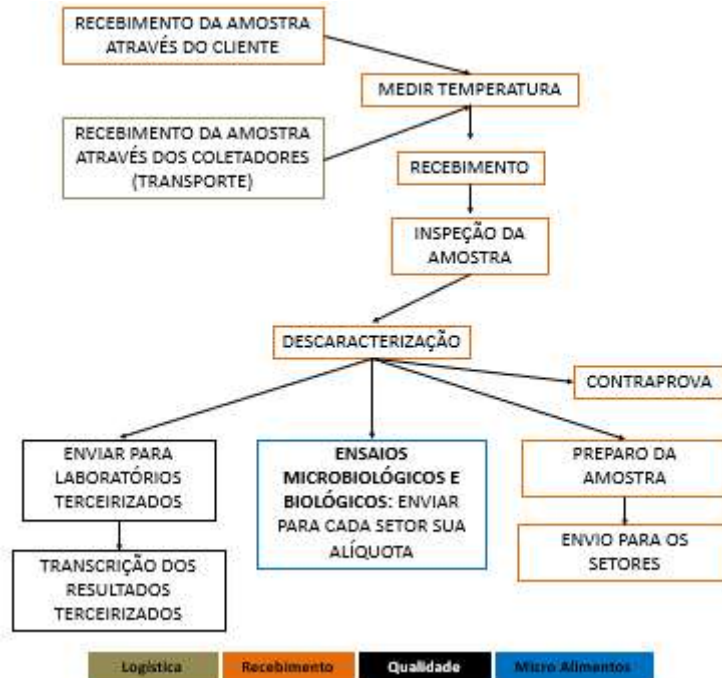 RECEBIMENTO DA AMOSTRA
ATRAVÉS DO CLIENTE
MEDIR TEMPERATURA
RECEBIMENTO DA AMOSTRA
ATRAVÉS DOS COLETADORES
(TRANSPORTE)
RECEBIMENTO
INSPEÇÃO DA
AMOSTRA
DESCARACTERIZAÇÃO
CONTRAPROVA
ENVIAR PARA
LABORATÓRIOS
TERCEIRIZADOS
ENSAIOS
MICROBIOLÓGICOS E
BIOLÓGICOS: ENVIAR
PARA CADA SETOR SUA
ALÍQUOTA
PREPARO DA
AMOSTRA
TRANSCRIÇÃO DOS
RESULTADOS
TERCEIRIZADOS
ENVIO PARA OS
SETORES
Logística
Recebimento
Qualidade
Micro Alimentos